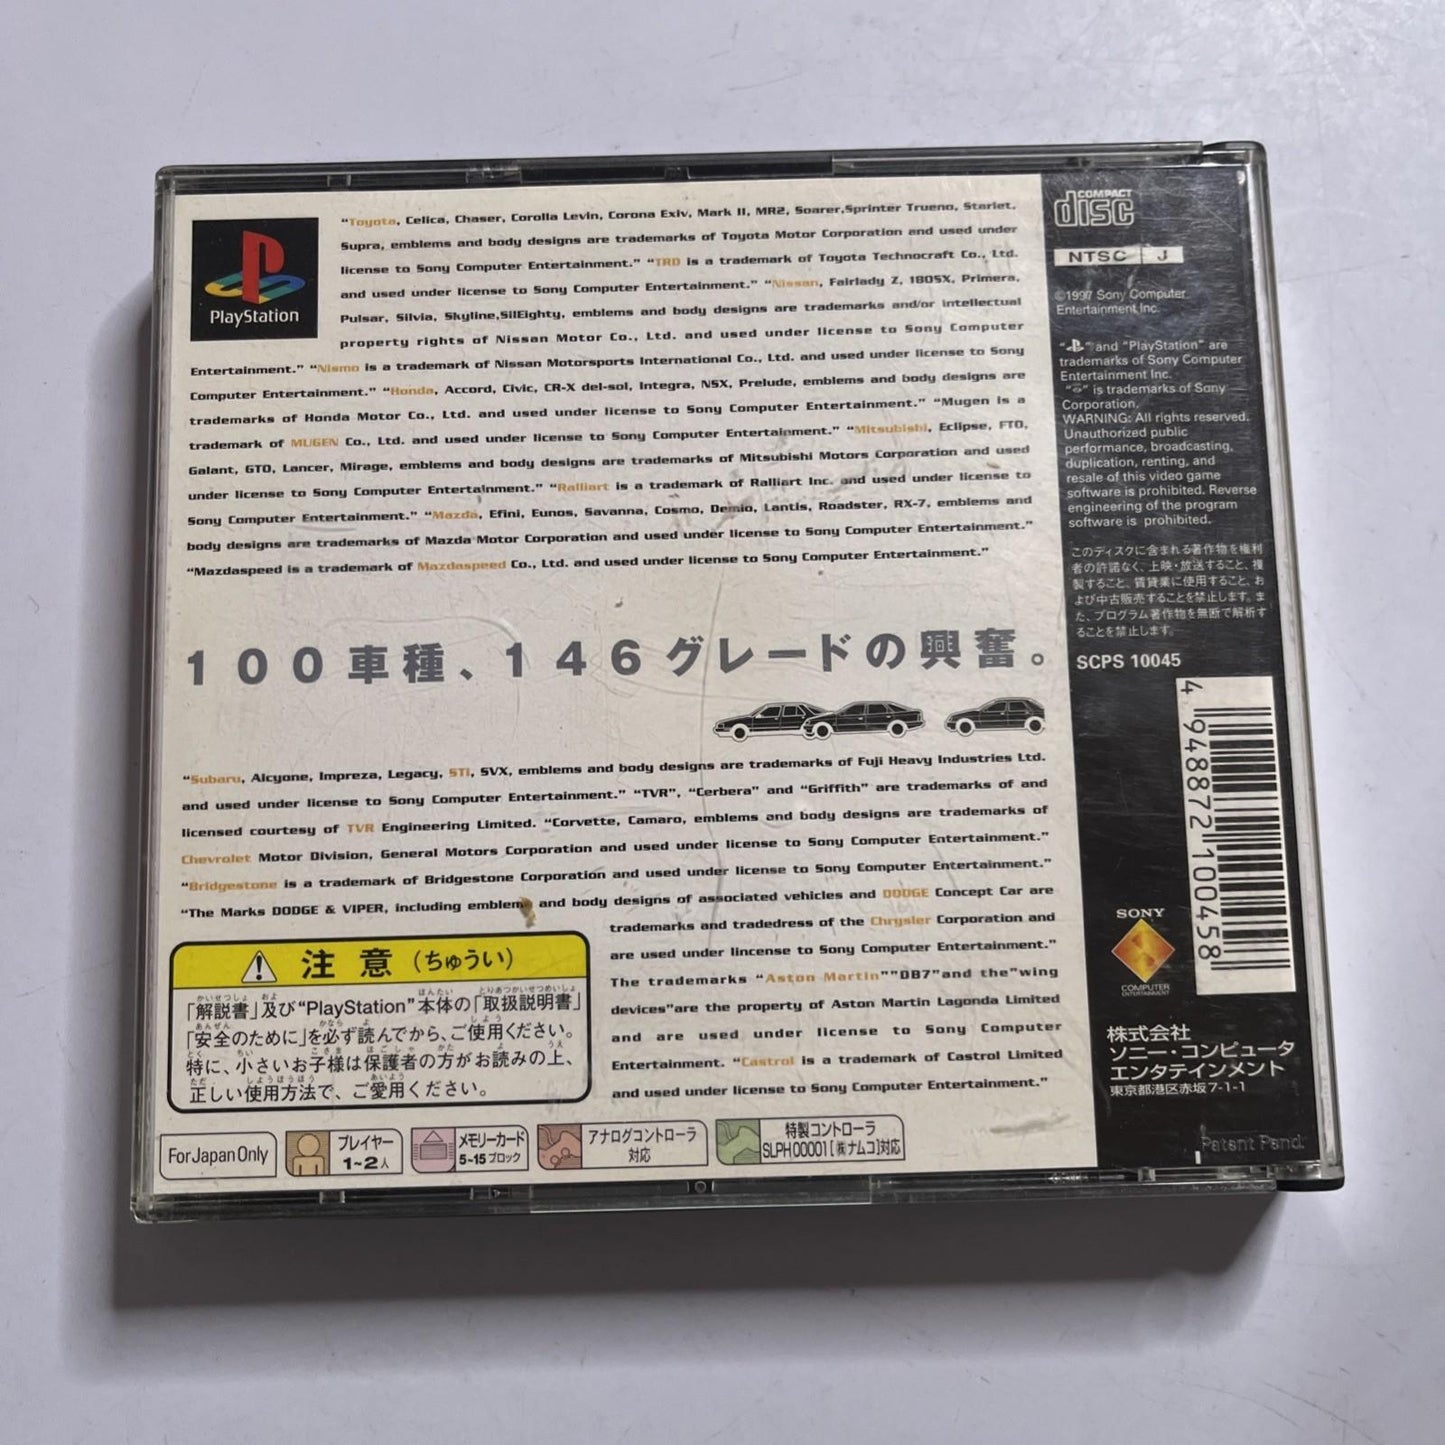 PlayStation
“Toyota, Celica, Chaser, Corolla Levin, Corona Exiv, Mark II, MR2, Soarer,Sprinter Trueno, Starlet,
Supra, emblems and body designs are trademarks of Toyota Motor Corporation and used under
license to Sony Computer Entertainment.” “TRD is a trademark of Toyota Technocraft Co., Ltd.
and used under license to Sony Computer Entertainment.” “Nissan, Fairlady Z, 180SX, Primera,
Pulsar, Silvia, Skyline,SilEighty, emblems and body designs are trademarks and/or intellectual
property rights of Nissan Motor Co., Ltd. and used under license to Sony Computer
Entertainment.” “Nismo is a trademark of Nissan Motorsports International Co., Ltd. and used under license to Sony
Computer Entertainment.” “Honda, Accord, Civic, CR-X del-sol, Integra, NSX, Prelude, emblems and body designs are
trademarks of Honda Motor Co., Ltd. and used under license to Sony Computer Entertainment.” “Mugen is a
trademark of MUGEN Co., Ltd. and used under license to Sony Computer Entertainment.” “Mitsubishi, Eclipse, FTO,
Galant, GTO, Lancer, Mirage, emblems and body designs are trademarks of Mitsubishi Motors Corporation and used
under license to Sony Computer Entertainment.” “Ralliart is a trademark of Ralliart Inc. and used under license to
Sony Computer Entertainment.” “Mazda, Efini, Eunos, Savanna, Cosmo, Demio, Lantis, Roadster, RX-7, emblems and
body designs are trademarks of Mazda Motor Corporation and used under license to Sony Computer Entertainment.”
“Mazdaspeed is a trademark of Mazdaspeed Co., Ltd. and used under license to Sony Computer Entertainment.”
100車種、146グレードの興奮。
“Subaru, Alcyone, Impreza, Legacy, STi, SVX, emblems and body designs are trademarks of Fuji Heavy Industries Ltd.
and used under license to Sony Computer Entertainment.” “TVR”, “Cerbera” and “Griffith” are trademarks of and
licensed courtesy of TVR Engineering Limited. “Corvette, Camaro, emblems and body designs are trademarks of
Chevrolet Motor Division, General Motors Corporation and used under license to Sony Computer Entertainment.”
“Bridgestone is a trademark of Bridgestone Corporation and used under license to Sony Computer Entertainment.”
“The Marks DODGE & VIPER, including emblems and body designs of associated vehicles and DODGE Concept Car are
trademarks and tradedress of the Chrysler Corporation and
are used under lincense to Sony Computer Entertainment.”
The trademarks “Aston Martin””DB7”and the”wing
devices”are the property of Aston Martin Lagonda Limited
and are used under license to Sony Computer
Entertainment. “Castrol is a trademark of Castrol Limited
and used under license to Sony Computer Entertainment.”
注意(ちゅうい)
「解説書」及び“PlayStation”本体の「取扱説明書」
「安全のために」を必ず読んでから、ご使用ください。
特に、小さいお子様は保護者の方がお読みの上、
正しい使用方法で、ご愛用ください。
For Japan Only
プレイヤー
1~2人
メモリーカード
5~15ブロック
アナログコントローラ
対応
特製コントローラ
SLPH 00001[㈱ナムコ]対応
COMPACT
disc
NTSC J
©1997 Sony Computer
Entertainment Inc.
“ ” and “PlayStation” are
trademarks of Sony Computer
Entertainment Inc.
“ ” is trademarks of Sony
Corporation.
WARNING: All rights reserved.
Unauthorized public
performance, broadcasting,
duplication, renting, and
resale of this video game
software is prohibited. Reverse
engineering of the program
software is prohibited.
このディスクに含まれる著作物を権利
者の許諾なく、上映・放送すること、複
製すること、賃貸業に使用すること、お
よび中古販売することを禁止します。ま
た、プログラム著作物を無断で解析す
ることを禁止します。
SCPS 10045
4 948872 100458
SONY
COMPUTER
ENTERTAINMENT
株式会社
ソニー・コンピュータ
エンタテインメント
東京都港区赤坂7-1-1
Patent Pend.